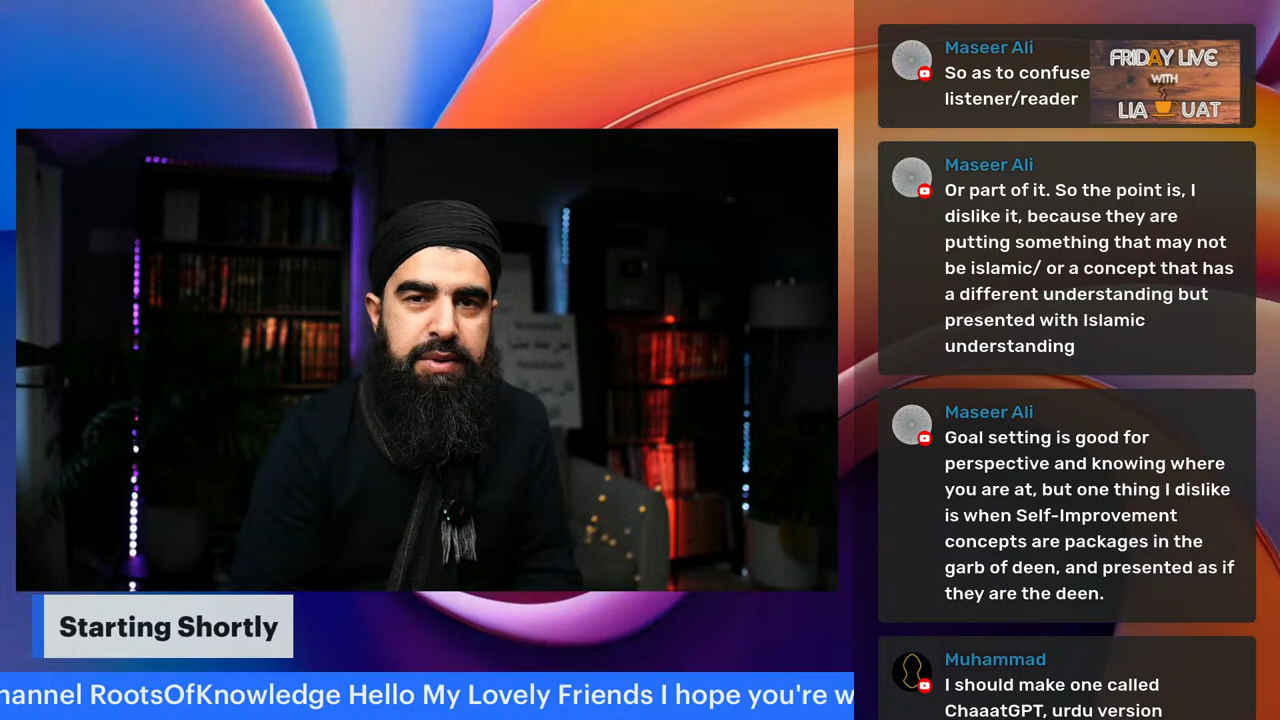 Maseer Ali
So as to confuse
listener/reader
FRIDAY LIVE
WITH
LIA UAT
Maseer Ali
Or part of it. So the point is, I
dislike it, because they are
putting something that may not
be islamic/ or a concept that has
a different understanding but
presented with Islamic
understanding
Maseer Ali
Goal setting is good for
perspective and knowing where
you are at, but one thing I dislike
is when Self-Improvement
concepts are packages in the
garb of deen, and presented as if
they are the deen.
Muhammad
I should make one called
ChaaatGPT, urdu version
Starting Shortly
hannel RootsOfKnowledge Hello My Lovely Friends I hope you're w